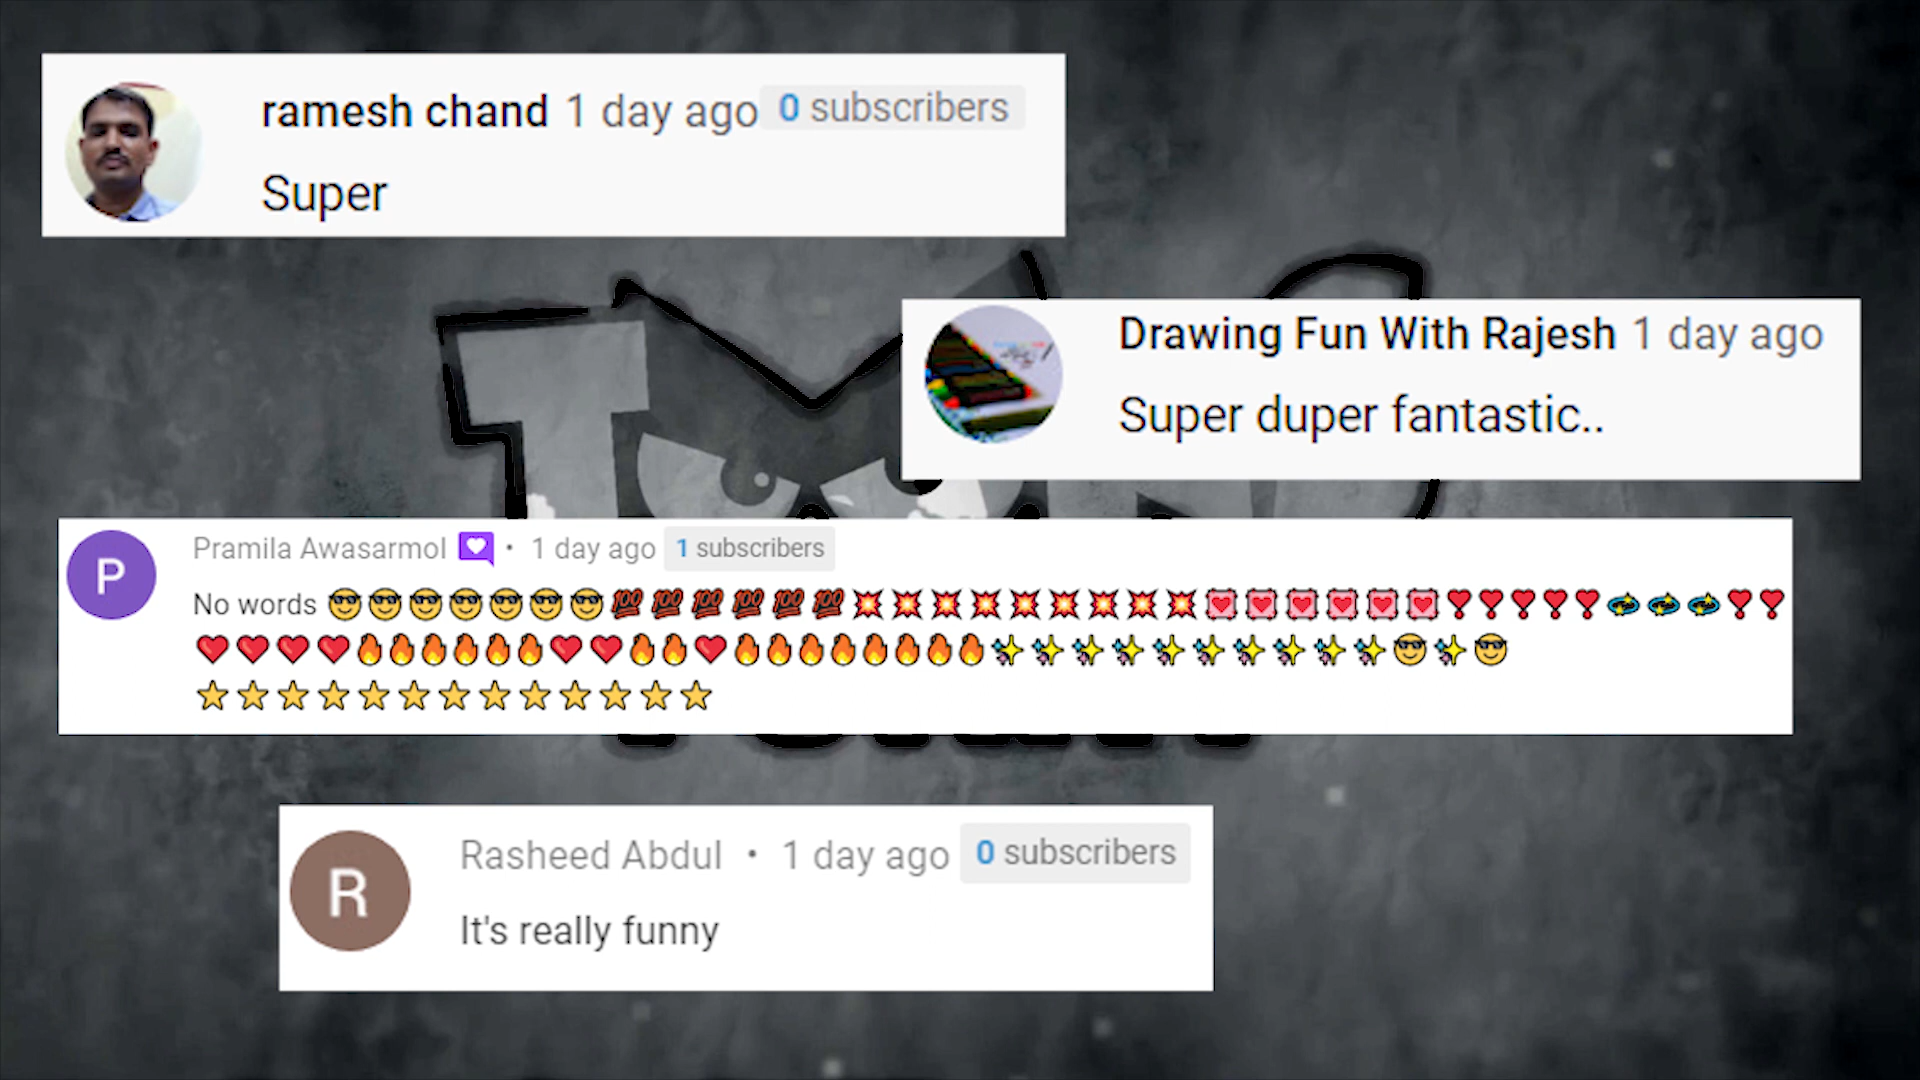 ramesh chand 1 day ago 0 subscribers
Super
Drawing Fun With Rajesh 1 day ago
Super duper fantastic..
P
Pramila Awasarmol • 1 day ago 1 subscribers
No words 😎😎😎😎😎😎😎💯💯💯💯💯💯💥💥💥💥💥💥💥💥💥💟💟💟💟💟💟❣❣❣❣❣💫💫💫❣❣
❤❤❤❤🔥🔥🔥🔥🔥🔥❤❤🔥🔥❤🔥🔥🔥🔥🔥🔥🔥🔥✨✨✨✨✨✨✨✨✨✨😎✨😎
⭐⭐⭐⭐⭐⭐⭐⭐⭐⭐⭐⭐⭐
R
Rasheed Abdul • 1 day ago 0 subscribers
It's really funny